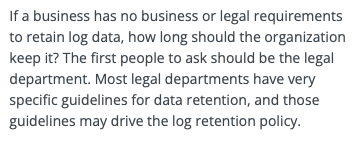 If a business has no business or legal requirements
to retain log data, how long should the organization
keep it? The first people to ask should be the legal
department. Most legal departments have very
specific guidelines for data retention, and those
guidelines may drive the log retention policy.